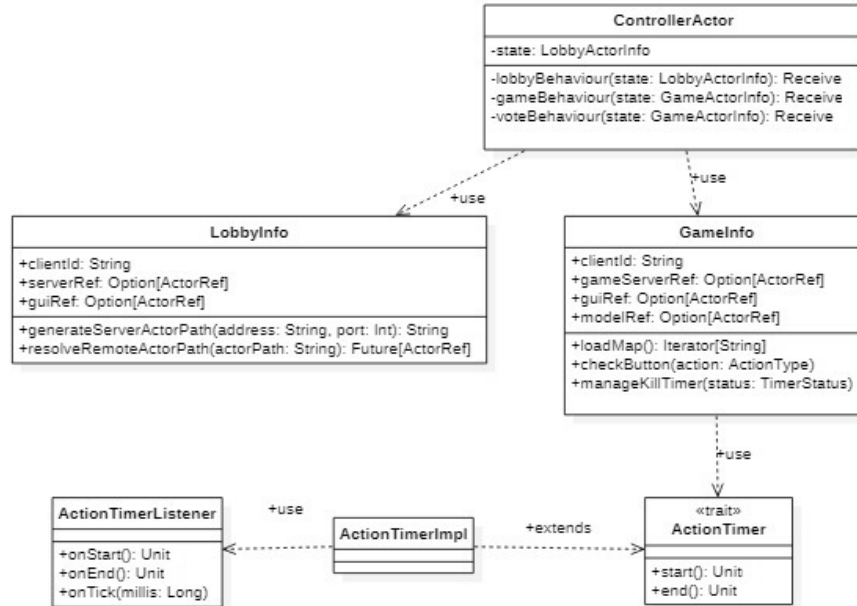 ControllerActor
-state: LobbyActorInfo
-lobbyBehaviour(state: LobbyActorInfo): Receive
-gameBehaviour(state: GameActorInfo): Receive
-voteBehaviour(state: GameActorInfo): Receive
+use
+use
LobbyInfo
+clientId: String
+serverRef: Option[ActorRef]
+guiRef: Option[ActorRef]
+generateServerActorPath(address: String, port: Int): String
+resolveRemoteActorPath(actorPath: String): Future[ActorRef]
GameInfo
+clientId: String
+gameServerRef: Option[ActorRef]
+guiRef: Option[ActorRef]
+modelRef: Option[ActorRef]
+loadMap(): Iterator[String]
+checkButton(action: ActionType)
+manageKillTimer(status: TimerStatus)
+use
ActionTimerListener
+onStart(): Unit
+onEnd(): Unit
+onTick(millis: Long)
+use
ActionTimerImpl
+extends
«trait»
ActionTimer
+start(): Unit
+end(): Unit